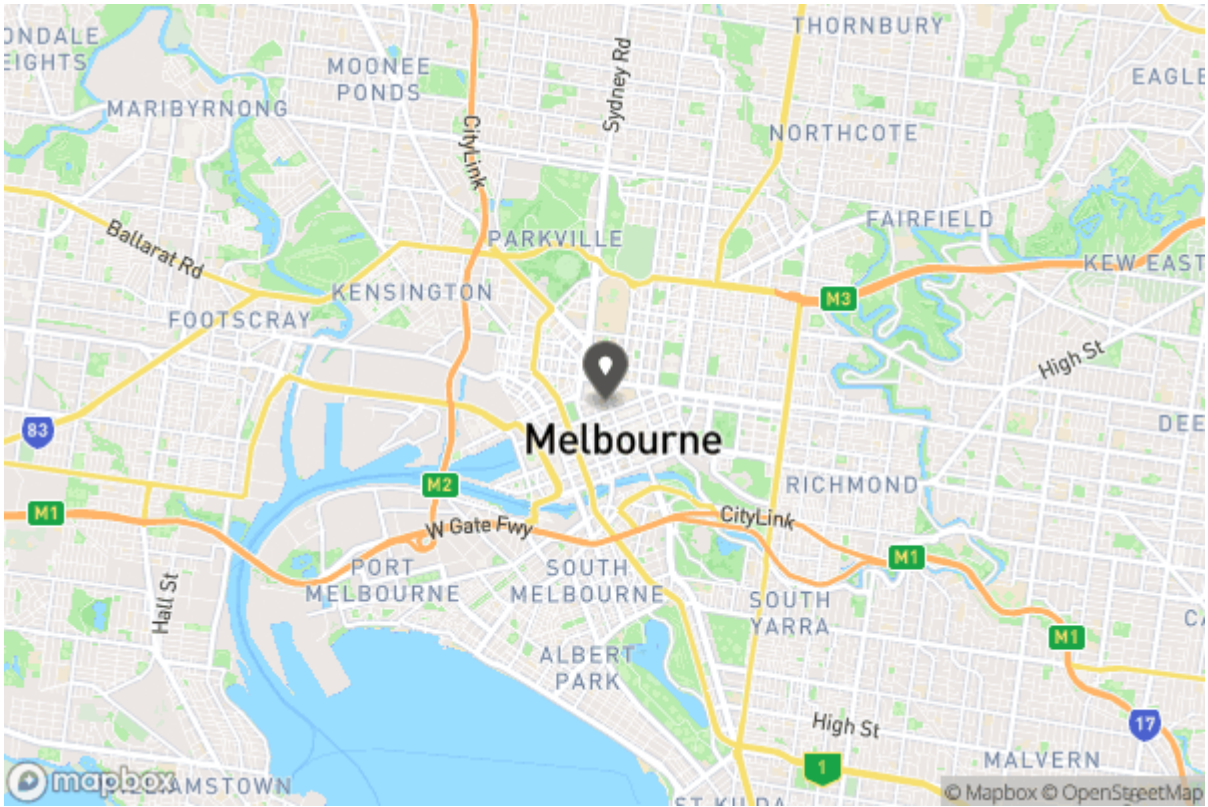 THORNBURY
ONDALE
EIGHTS
MOONEE
PONDS
Sydney Rd
EAGLE
MARIBYRNONG
CityLink
NORTHCOTE
FAIRFIELD
Ballarat Rd
PARKVILLE
KEW EAST
KENSINGTON
M3
FOOTSCRAY
High St
83
DEE
Melbourne
M2
RICHMOND
M1
CityLink
W Gate Fwy
M1
PORT
MELBOURNE
SOUTH
MELBOURNE
Hall St
SOUTH
YARRA
CA
M1
ALBERT
PARK
High St
17
MALVERN
1
mapbox
LIAMSTOWN
ST KILDA
© Mapbox © OpenStreetMap